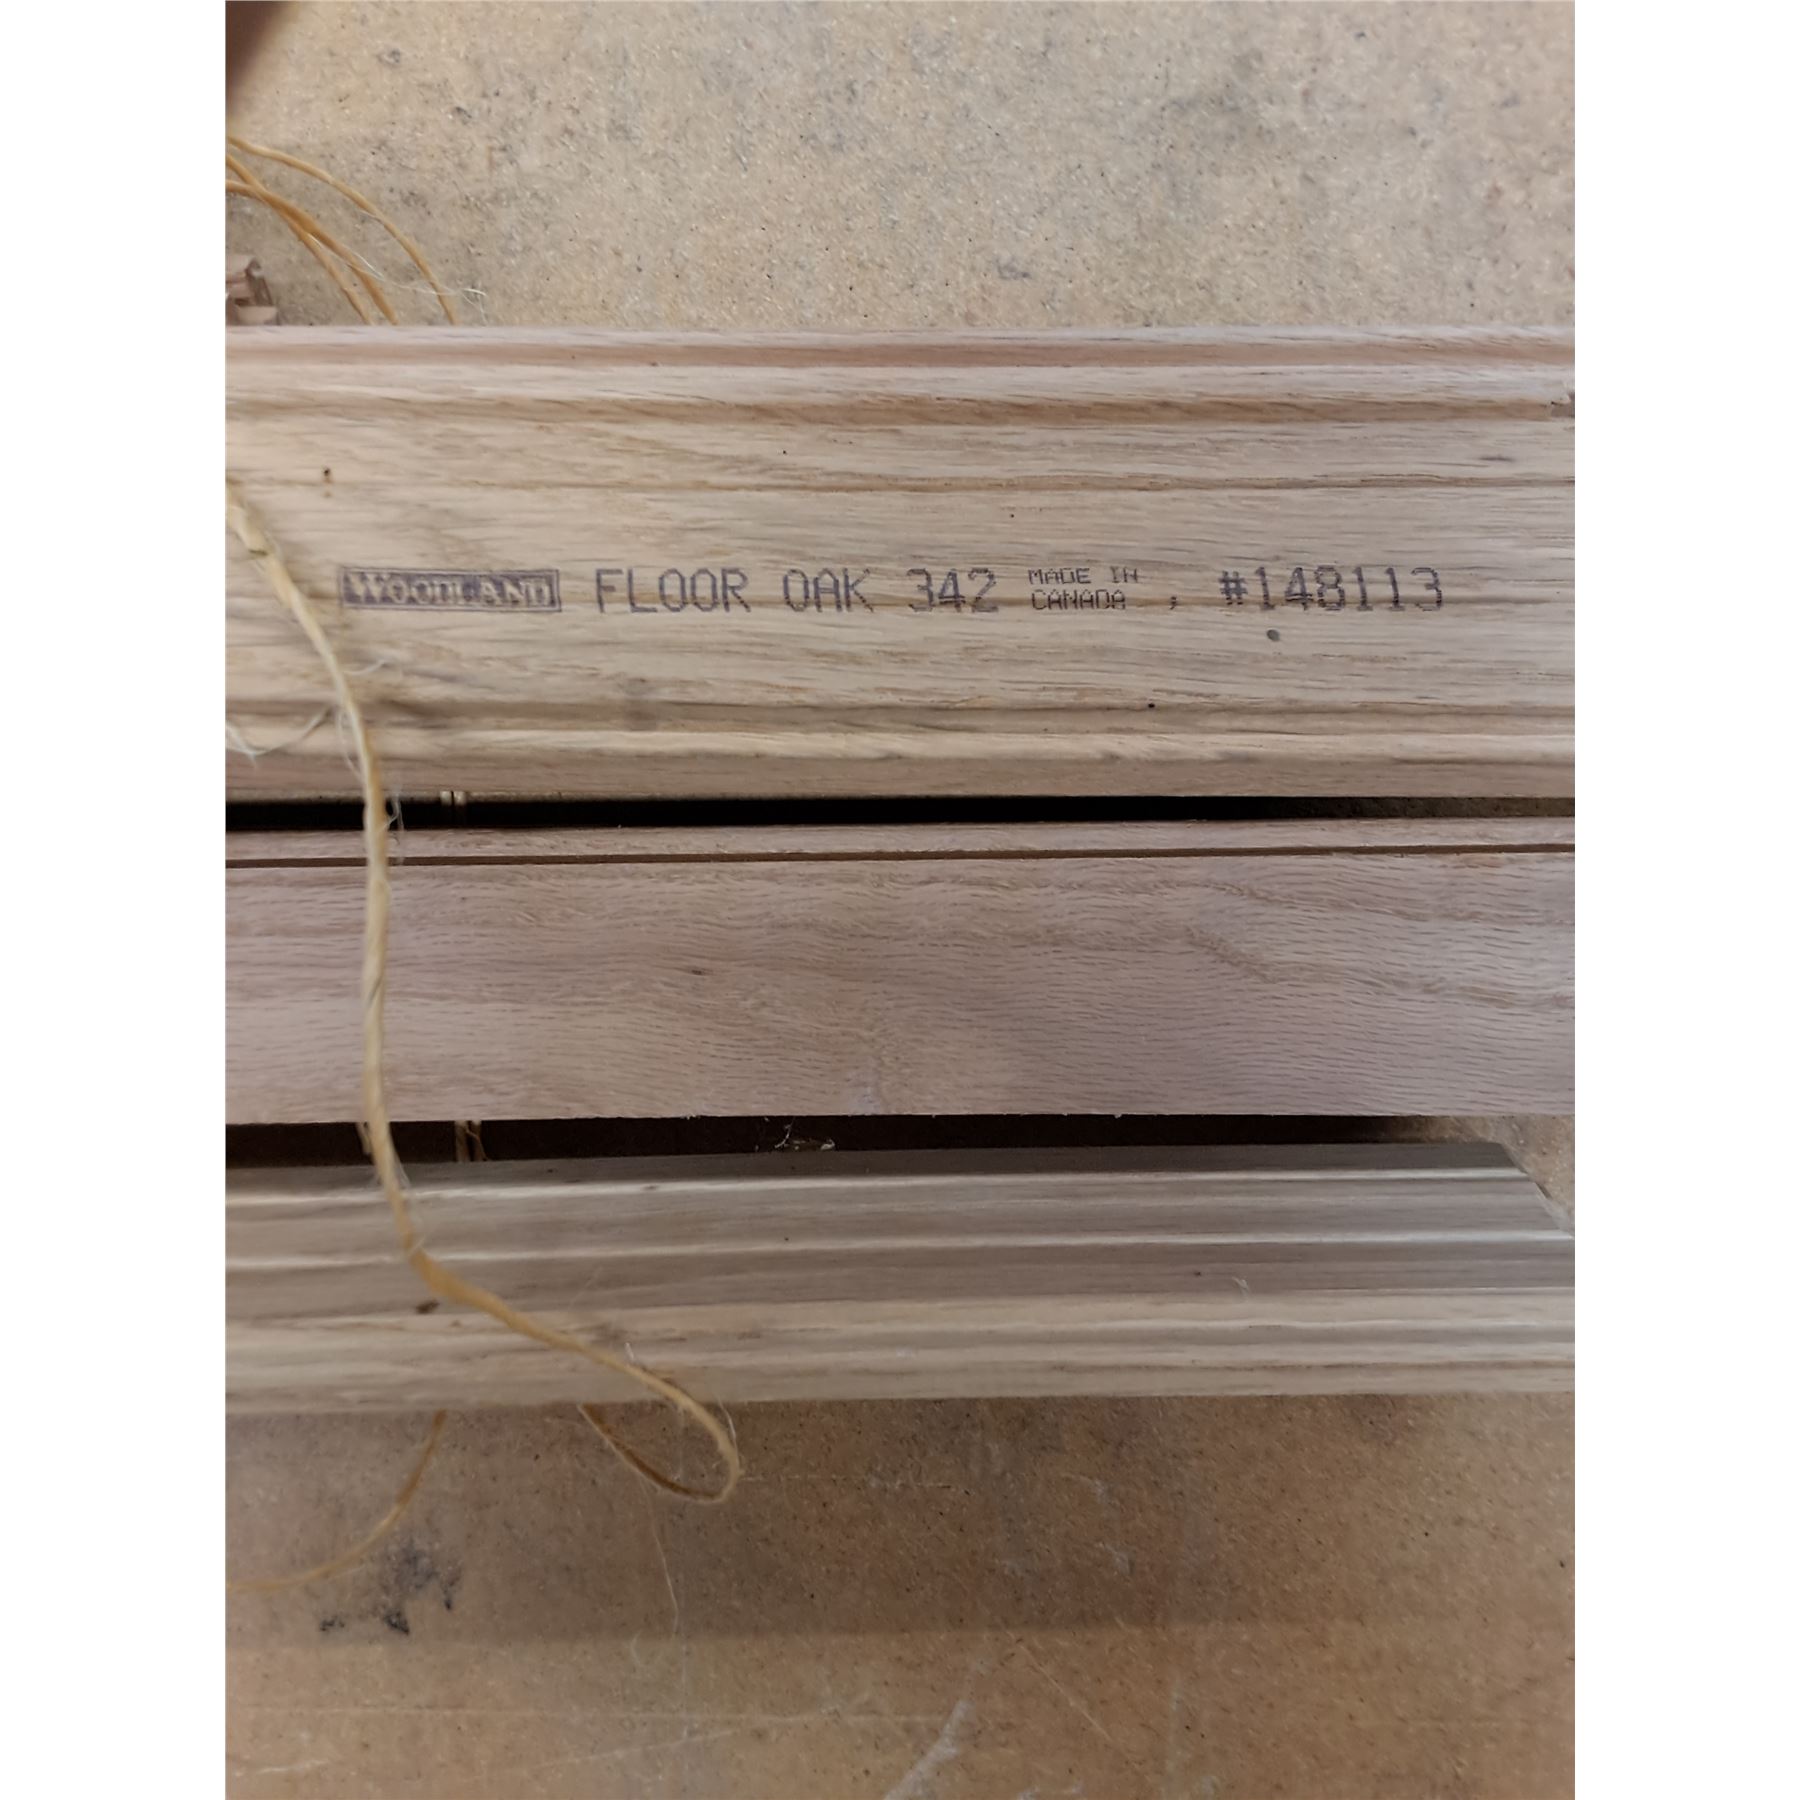 WOODLAND FLOOR OAK 342 MADE IN CANADA , #148113